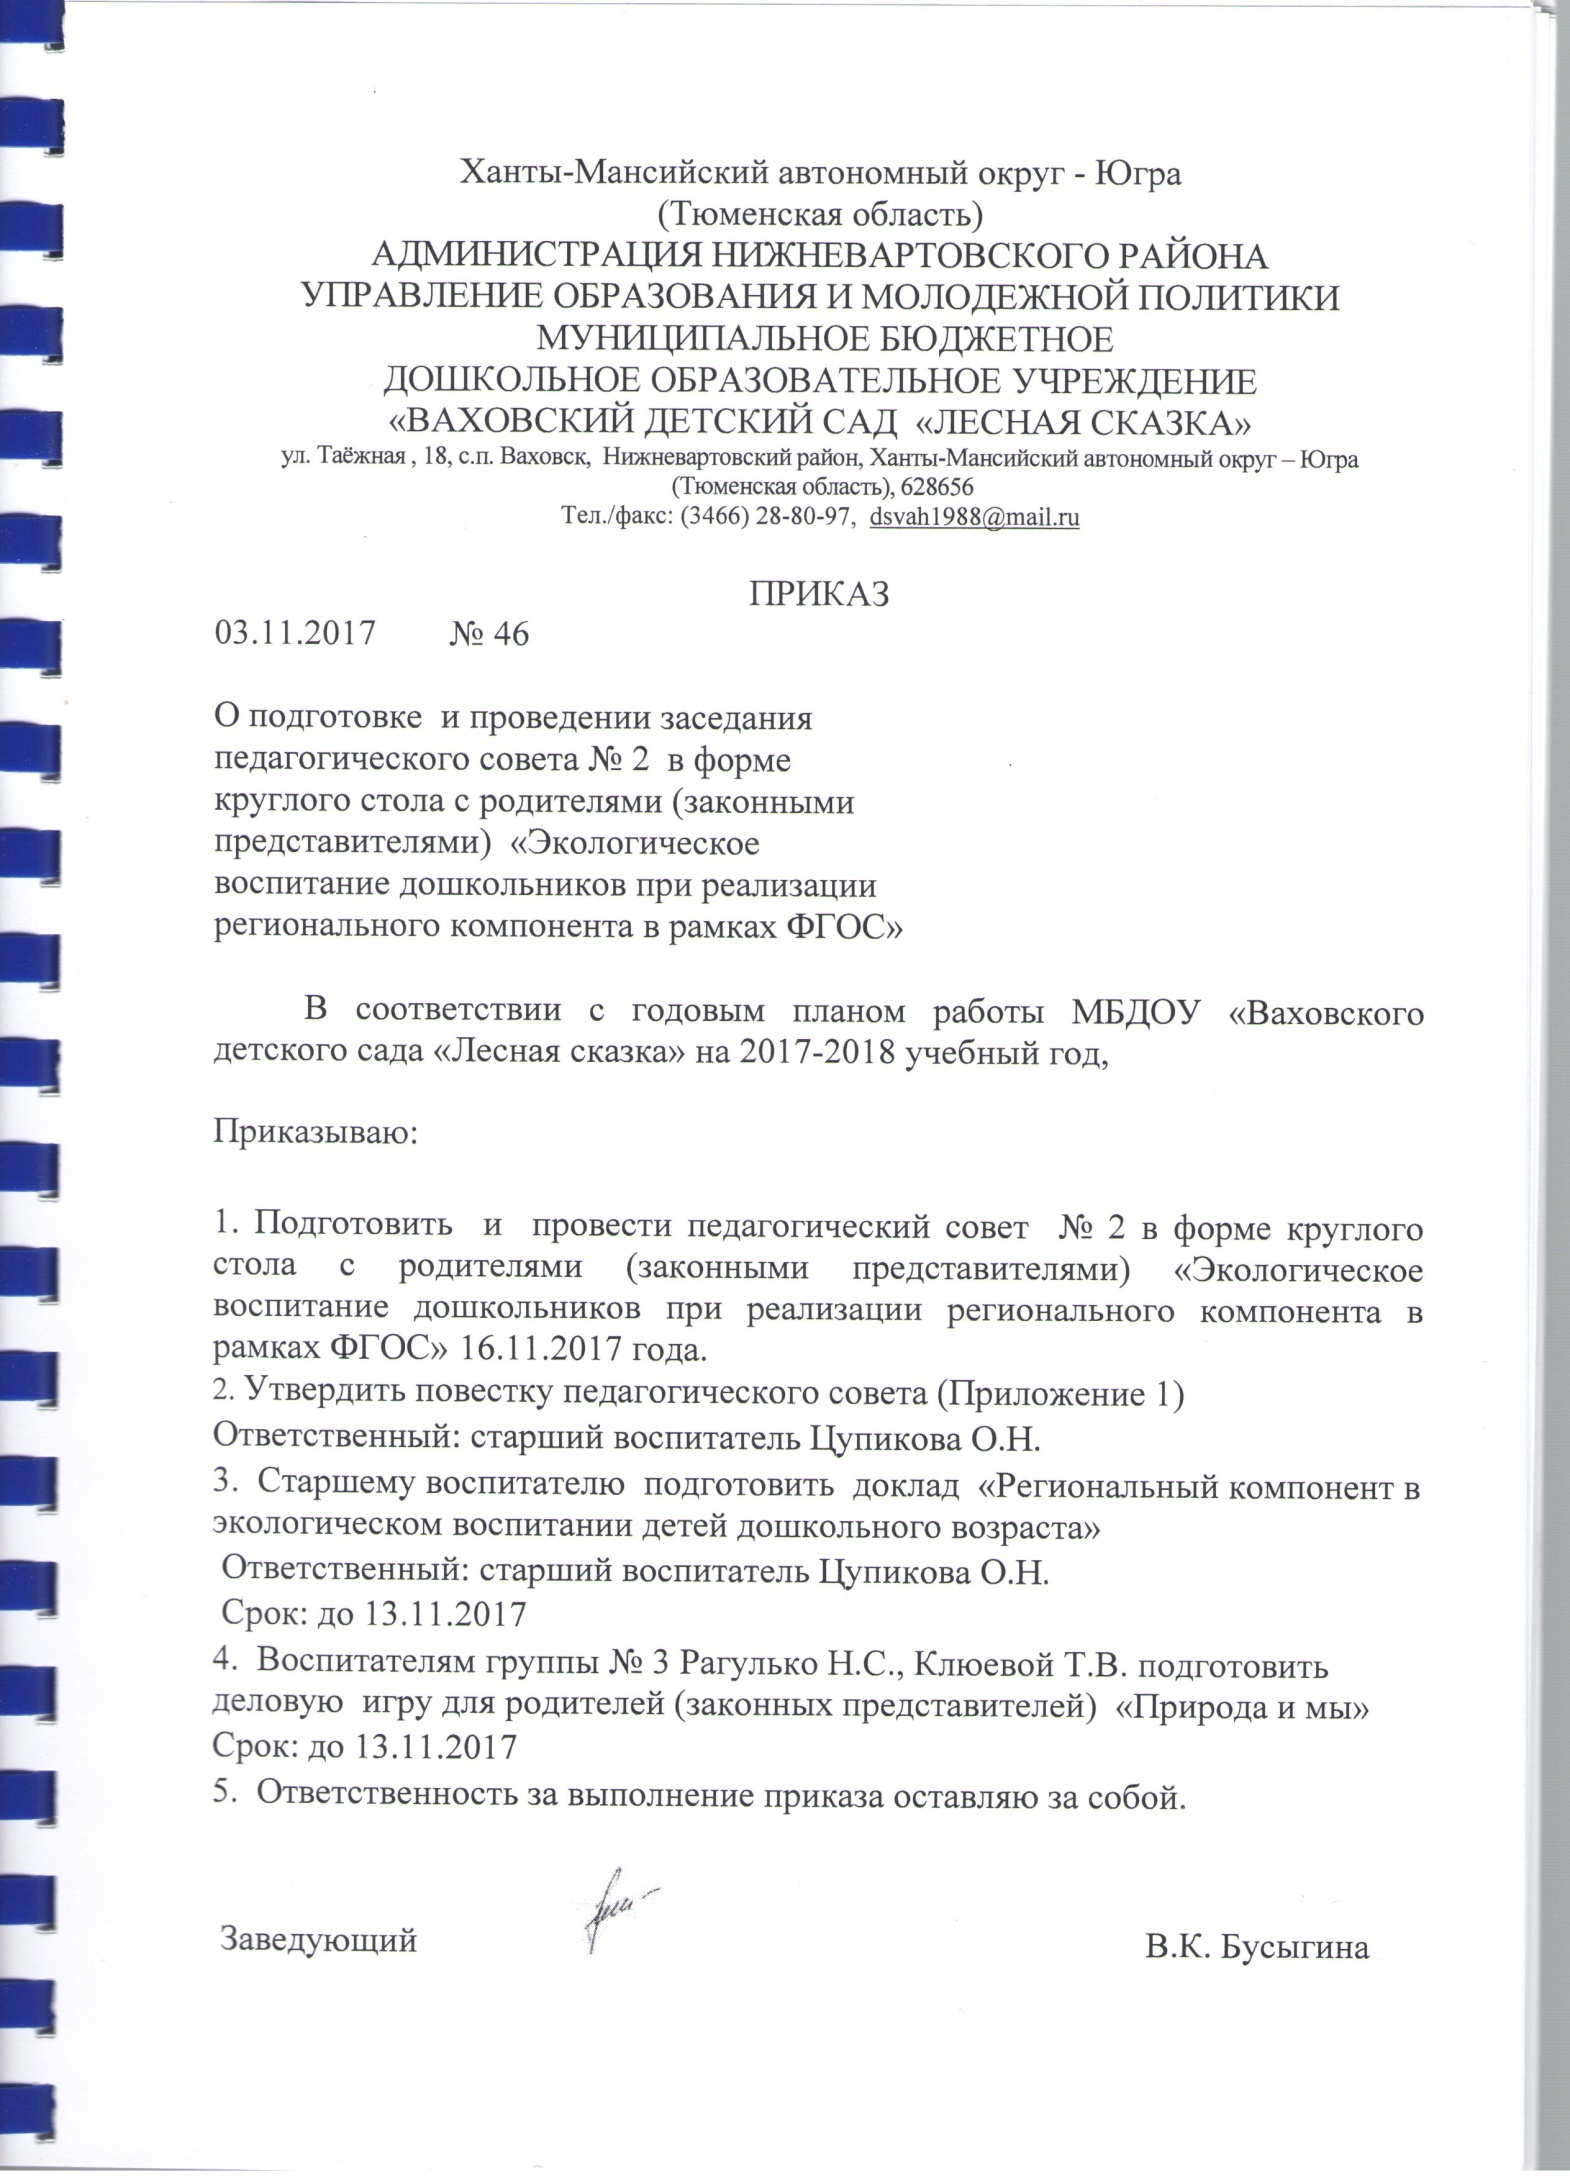 Ханты-Мансийский автономный округ - Югра
(Тюменская область)
АДМИНИСТРАЦИЯ НИЖНЕВАРТОВСКОГО РАЙОНА
УПРАВЛЕНИЕ ОБРАЗОВАНИЯ И МОЛОДЕЖНОЙ ПОЛИТИКИ
МУНИЦИПАЛЬНОЕ БЮДЖЕТНОЕ
ДОШКОЛЬНОЕ ОБРАЗОВАТЕЛЬНОЕ УЧРЕЖДЕНИЕ
«ВАХОВСКИЙ ДЕТСКИЙ САД «ЛЕСНАЯ СКАЗКА»
ул. Таёжная , 18, с.п. Ваховск, Нижневартовский район, Ханты-Мансийский автономный округ – Югра
(Тюменская область), 628656
Тел./факс: (3466) 28-80-97, dsvah1988@mail.ru
ПРИКАЗ
03.11.2017 № 46
О подготовке и проведении заседания
педагогического совета № 2 в форме
круглого стола с родителями (законными
представителями) «Экологическое
воспитание дошкольников при реализации
регионального компонента в рамках ФГОС»
В соответствии с годовым планом работы МБДОУ «Ваховского
детского сада «Лесная сказка» на 2017-2018 учебный год,
Приказываю:
1. Подготовить и провести педагогический совет № 2 в форме круглого
стола с родителями (законными представителями) «Экологическое
воспитание дошкольников при реализации регионального компонента в
рамках ФГОС» 16.11.2017 года.
2. Утвердить повестку педагогического совета (Приложение 1)
Ответственный: старший воспитатель Цупикова О.Н.
3. Старшему воспитателю подготовить доклад «Региональный компонент в
экологическом воспитании детей дошкольного возраста»
Ответственный: старший воспитатель Цупикова О.Н.
Срок: до 13.11.2017
4. Воспитателям группы № 3 Рагулько Н.С., Клюевой Т.В. подготовить
деловую игру для родителей (законных представителей) «Природа и мы»
Срок: до 13.11.2017
5. Ответственность за выполнение приказа оставляю за собой.
Заведующий В.К. Бусыгина